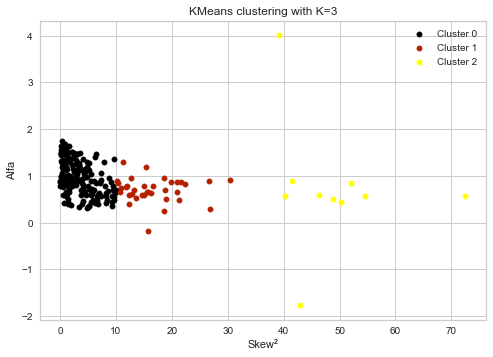 KMeans clustering with K=3
Cluster 0
Cluster 1
Cluster 2
Alfa
4
3
2
1
0
−1
−2
0 10 20 30 40 50 60 70
Skew²